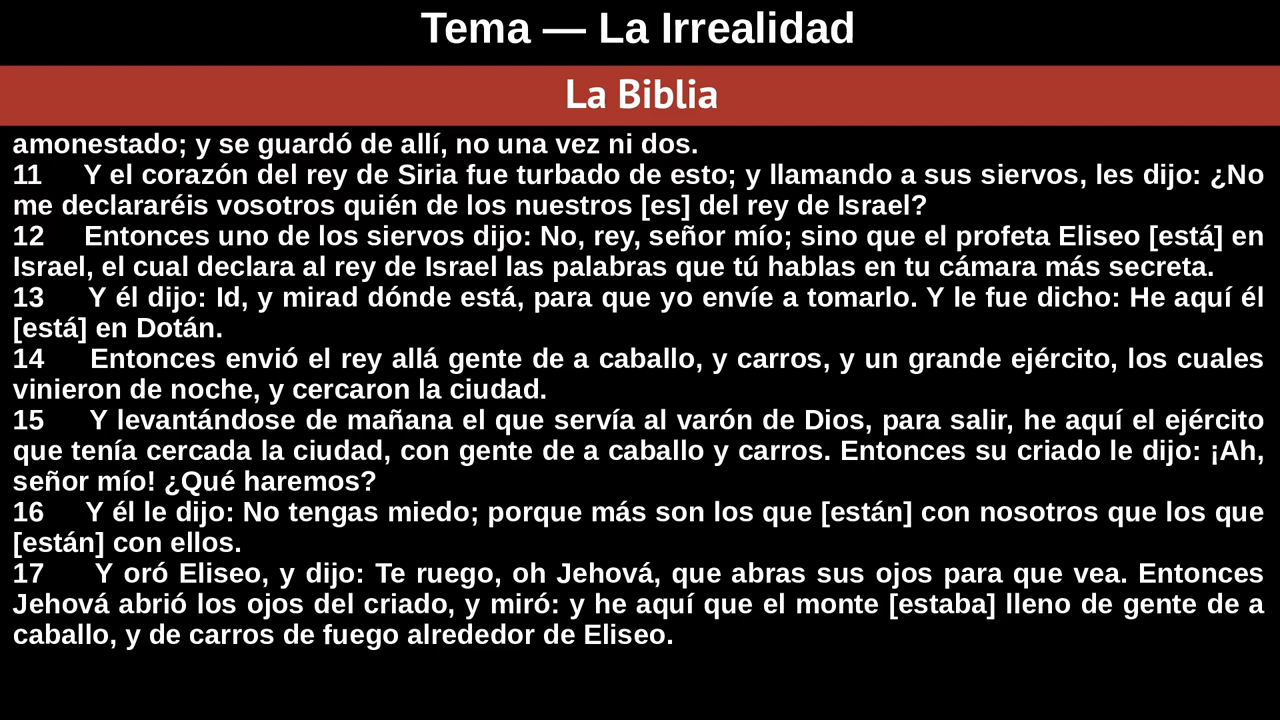 Tema — La Irrealidad
La Biblia
amonestado; y se guardó de allí, no una vez ni dos.
11 Y el corazón del rey de Siria fue turbado de esto; y llamando a sus siervos, les dijo: ¿No
me declararéis vosotros quién de los nuestros [es] del rey de Israel?
12 Entonces uno de los siervos dijo: No, rey, señor mío; sino que el profeta Eliseo [está] en
Israel, el cual declara al rey de Israel las palabras que tú hablas en tu cámara más secreta.
13 Y él dijo: Id, y mirad dónde está, para que yo envíe a tomarlo. Y le fue dicho: He aquí él
[está] en Dotán.
14 Entonces envió el rey allá gente de a caballo, y carros, y un grande ejército, los cuales
vinieron de noche, y cercaron la ciudad.
15 Y levantándose de mañana el que servía al varón de Dios, para salir, he aquí el ejército
que tenía cercada la ciudad, con gente de a caballo y carros. Entonces su criado le dijo: ¡Ah,
señor mío! ¿Qué haremos?
16 Y él le dijo: No tengas miedo; porque más son los que [están] con nosotros que los que
[están] con ellos.
17 Y oró Eliseo, y dijo: Te ruego, oh Jehová, que abras sus ojos para que vea. Entonces
Jehová abrió los ojos del criado, y miró: y he aquí que el monte [estaba] lleno de gente de a
caballo, y de carros de fuego alrededor de Eliseo.